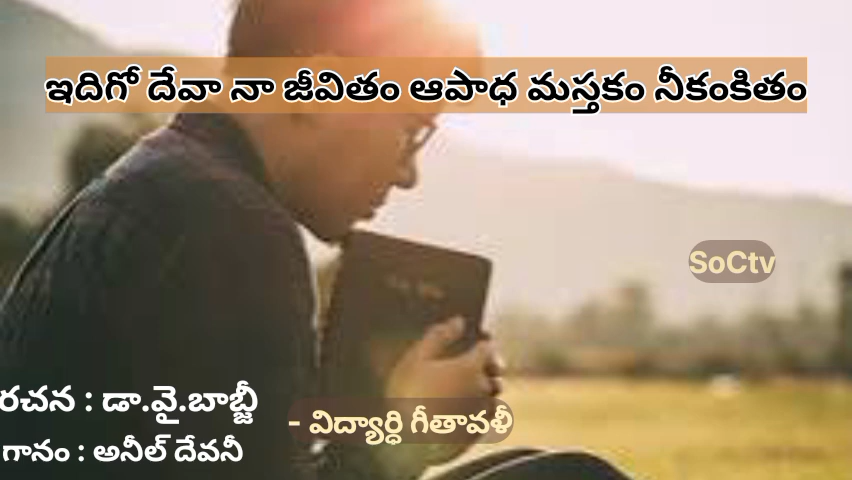 ఇదిగో దేవా నా జీవితం ఆపాధ మస్తకం నీకంకితం
SoCtv
రచన : డా.వై.బాబ్జీ
- విద్యార్ధి గీతావళీ
గానం : అనీల్ దేవనీ